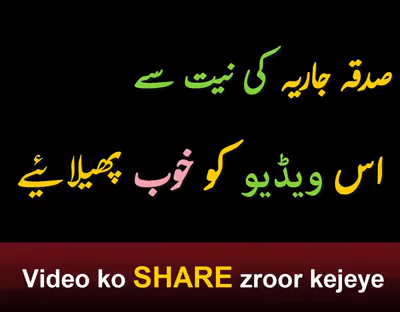 صدقہ جاریہ کی نیت سے
اس ویڈیو کو خوب پھیلائیے
Video ko SHARE zroor kejeye